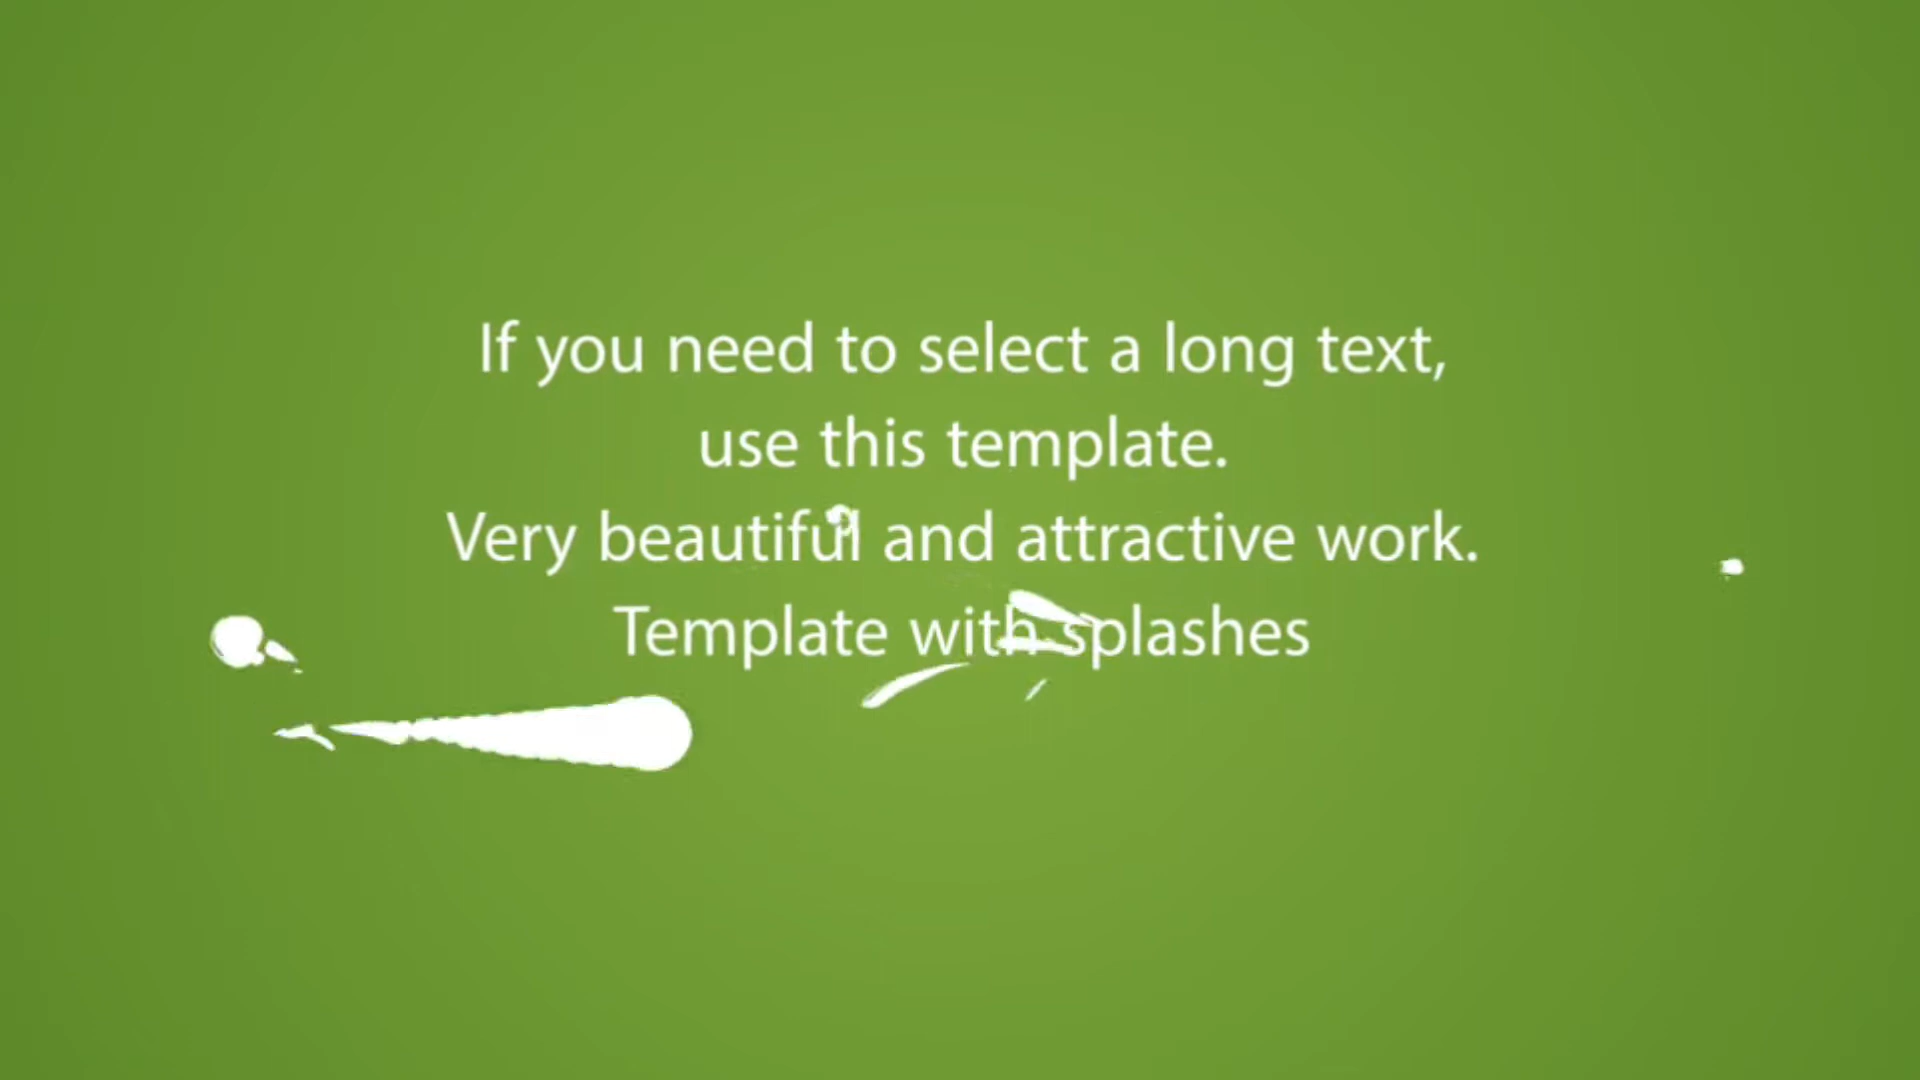 If you need to select a long text,
use this template.
Very beautiful and attractive work.
Template with splashes